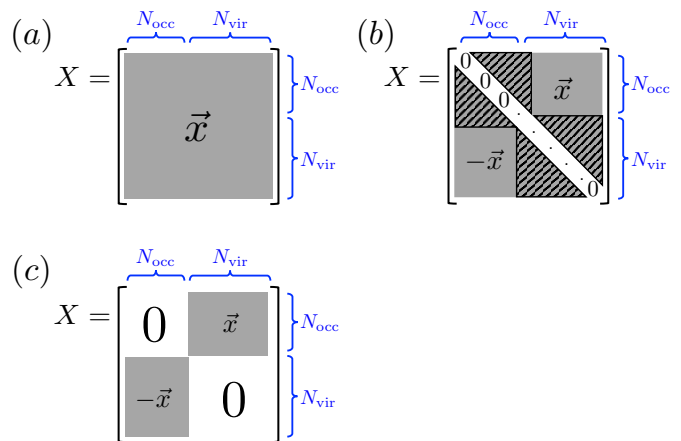 (a) N_occ N_vir
X = [ x⃗ ] N_occ N_vir
(b) N_occ N_vir
X = [ 0 0 0 . . . . . . 0 x⃗ −x⃗ ] N_occ N_vir
(c) N_occ N_vir
X = [ 0 x⃗ N_occ
−x⃗ 0 ] N_vir